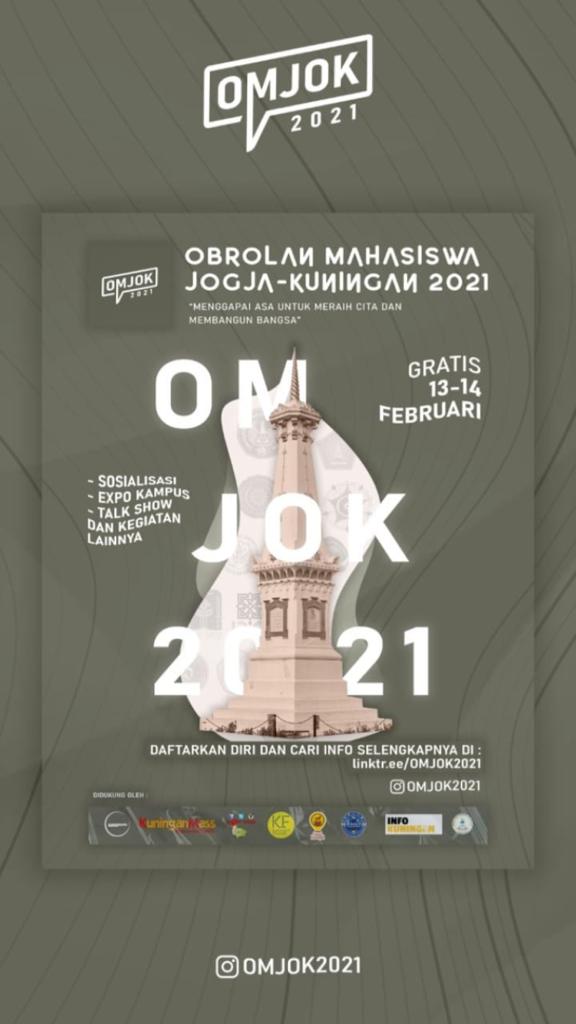 OMJOK
2021
OMJOK
2021
OBROLAN MAHASISWA
JOGJA-KUNINGAN 2021
"MENGGAPAI ASA UNTUK MERAIH CITA DAN
MEMBANGUN BANGSA"
OM
GRATIS
13-14
FEBRUARI
- SOSIALISASI
- EXPO KAMPUS
- TALK SHOW
DAN KEGIATAN
LAINNYA
JOK
2021
DAFTARKAN DIRI DAN CARI INFO SELENGKAPNYA DI :
linktr.ee/OMJOK2021
OMJOK2021
DIDUKUNG OLEH :
KuninganMass
KF
INFO
KUNINGAN
OMJOK2021